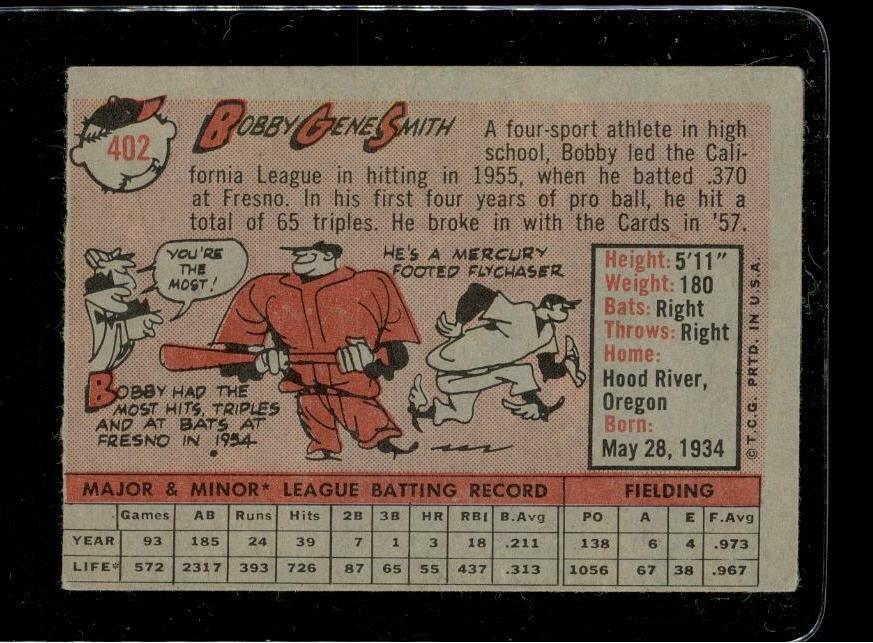 402
BOBBY GENE SMITH
A four-sport athlete in high
school, Bobby led the Cali-
fornia League in hitting in 1955, when he batted .370
at Fresno. In his first four years of pro ball, he hit a
total of 65 triples. He broke in with the Cards in '57.
YOU'RE
THE
MOST!
HE'S A MERCURY
FOOTED FLYCHASER
BOBBY HAD THE
MOST HITS, TRIPLES
AND AT BATS AT
FRESNO IN 1954.
Height: 5'11"
Weight: 180
Bats: Right
Throws: Right
Home:
Hood River,
Oregon
Born:
May 28, 1934
© T.C.G. PRTD. IN U.S.A.
MAJOR & MINOR* LEAGUE BATTING RECORD FIELDING
Games AB Runs Hits 2B 3B HR RBI B.Avg PO A E F.Avg
YEAR 93 185 24 39 7 1 3 18 .211 138 6 4 .973
LIFE* 572 2317 393 726 87 65 55 437 .313 1056 67 38 .967